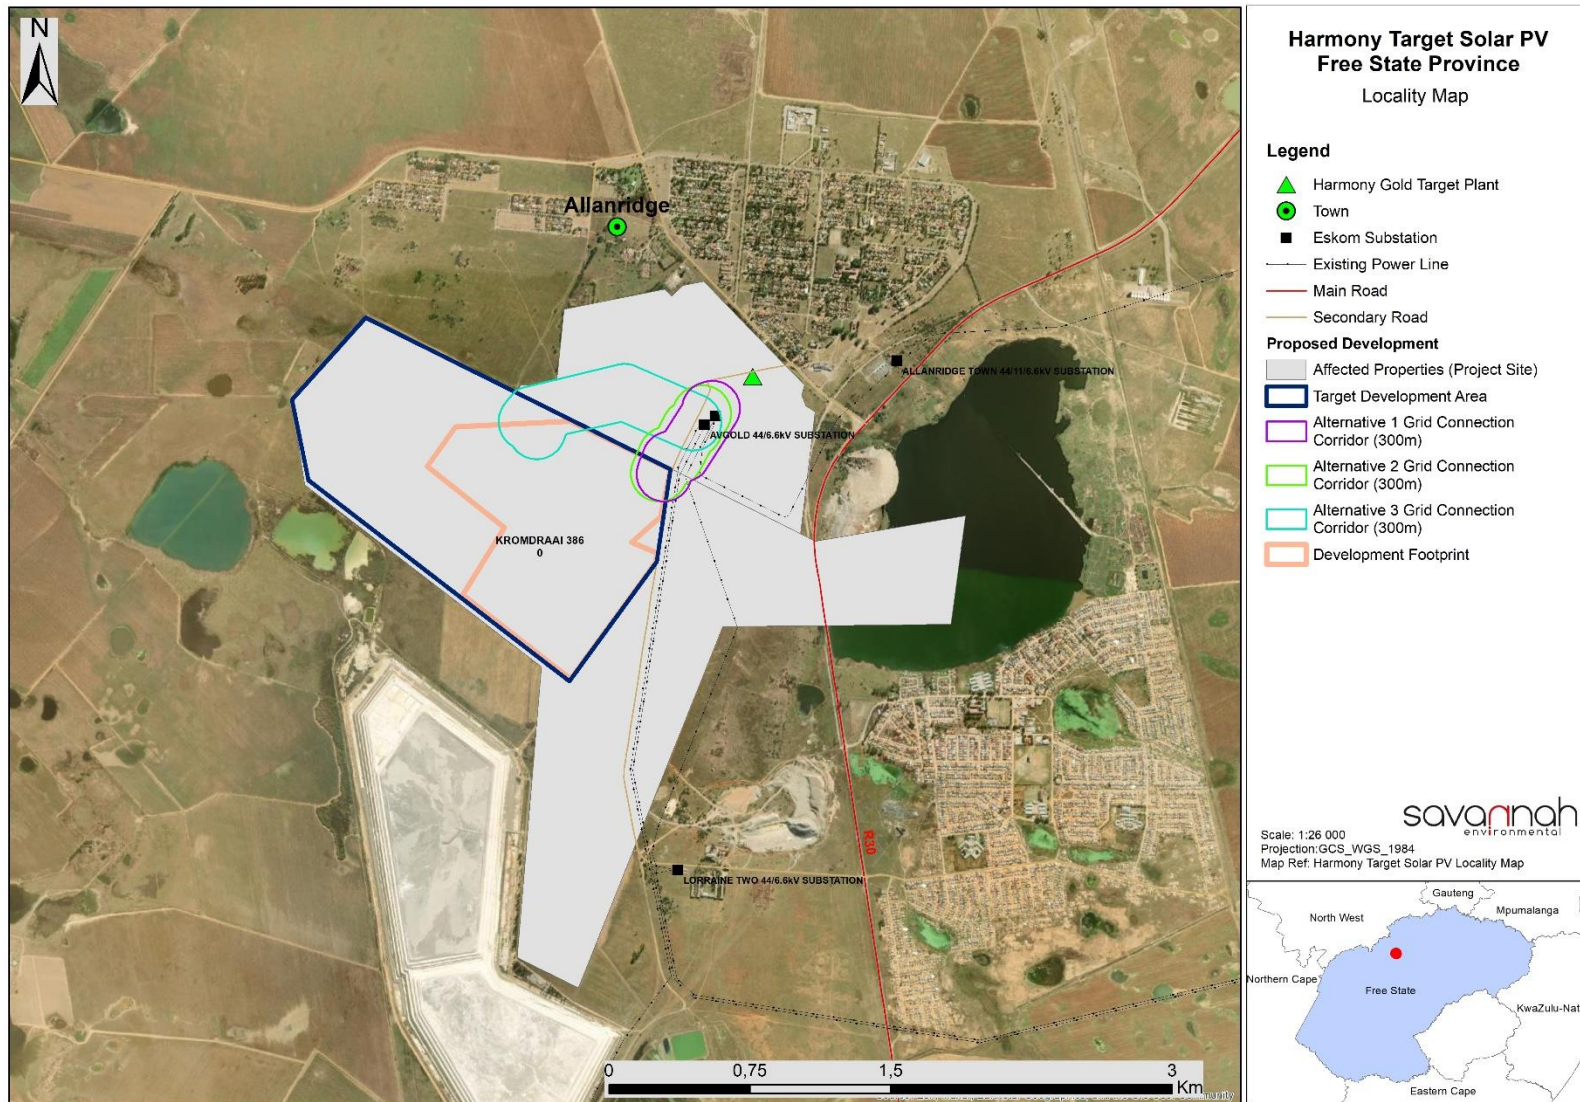 N
Allanridge
ALLANRIDGE TOWN 44/11/6.6kV SUBSTATION
AVGOLD 44/6.6kV SUBSTATION
KROMDRAAI 386
0
R30
LORRAINE TWO 44/6.6kV SUBSTATION
0
0,75
1,5
3
Km
Harmony Target Solar PV
Free State Province
Locality Map
Legend
Harmony Gold Target Plant
Town
Eskom Substation
Existing Power Line
Main Road
Secondary Road
Proposed Development
Affected Properties (Project Site)
Target Development Area
Alternative 1 Grid Connection
Corridor (300m)
Alternative 2 Grid Connection
Corridor (300m)
Alternative 3 Grid Connection
Corridor (300m)
Development Footprint
savannah
environmental
Scale: 1:26 000
Projection:GCS_WGS_1984
Map Ref: Harmony Target Solar PV Locality Map
Gauteng
North West
Mpumalanga
Northern Cape
Free State
KwaZulu-Nat
Eastern Cape